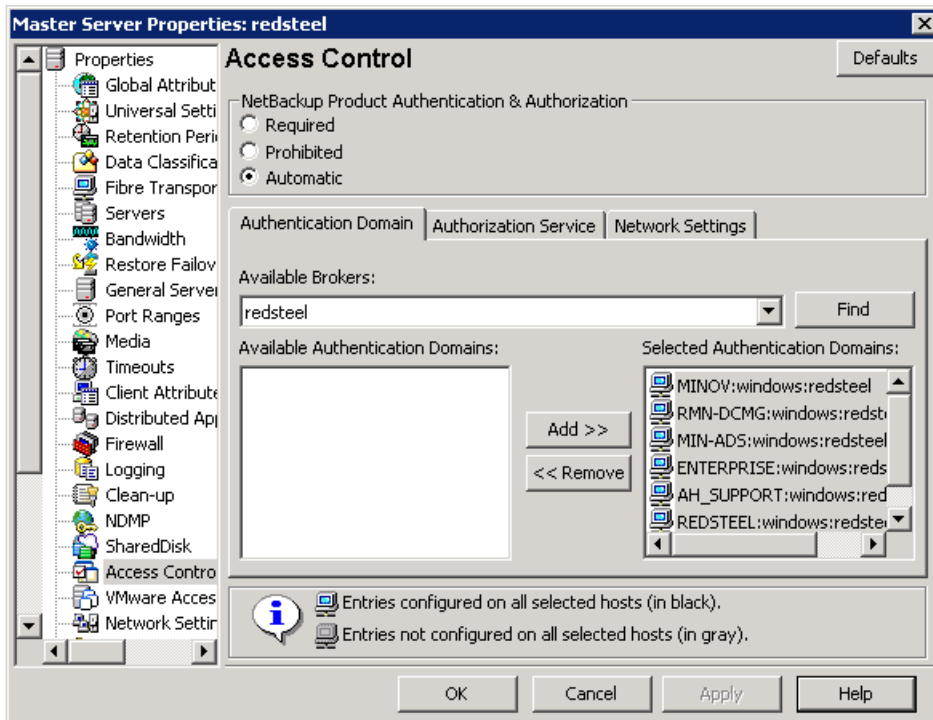 Master Server Properties: redsteel
Properties
Global Attribut
Universal Setti
Retention Peri
Data Classifica
Fibre Transpor
Servers
Bandwidth
Restore Failov
General Server
Port Ranges
Media
Timeouts
Client Attribute
Distributed App
Firewall
Logging
Clean-up
NDMP
SharedDisk
Access Contro
VMware Acces
Network Settin
Access Control
Defaults
NetBackup Product Authentication & Authorization
Required
Prohibited
Automatic
Authentication Domain
Authorization Service
Network Settings
Available Brokers:
redsteel
Find
Available Authentication Domains:
Add >>
<< Remove
Selected Authentication Domains:
MINOV:windows:redsteel
RMN-DCMG:windows:redst
MIN-ADS:windows:redsteel
ENTERPRISE:windows:reds
AH_SUPPORT:windows:red
REDSTEEL:windows:redste
Entries configured on all selected hosts (in black).
Entries not configured on all selected hosts (in gray).
OK
Cancel
Apply
Help